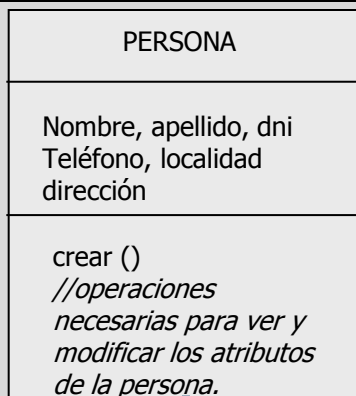 PERSONA
Nombre, apellido, dni
Teléfono, localidad
dirección
crear ()
//operaciones
necesarias para ver y
modificar los atributos
de la persona.